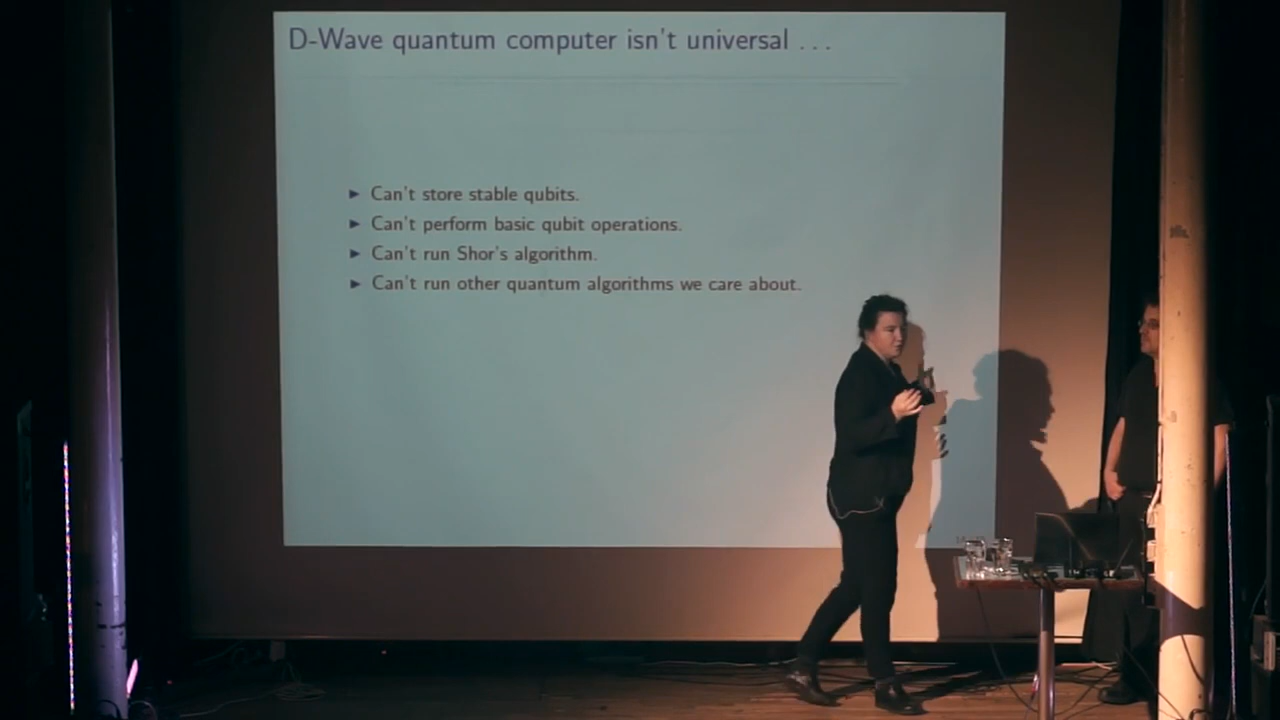 D-Wave quantum computer isn't universal ...
► Can't store stable qubits.
► Can't perform basic qubit operations.
► Can't run Shor's algorithm.
► Can't run other quantum algorithms we care about.